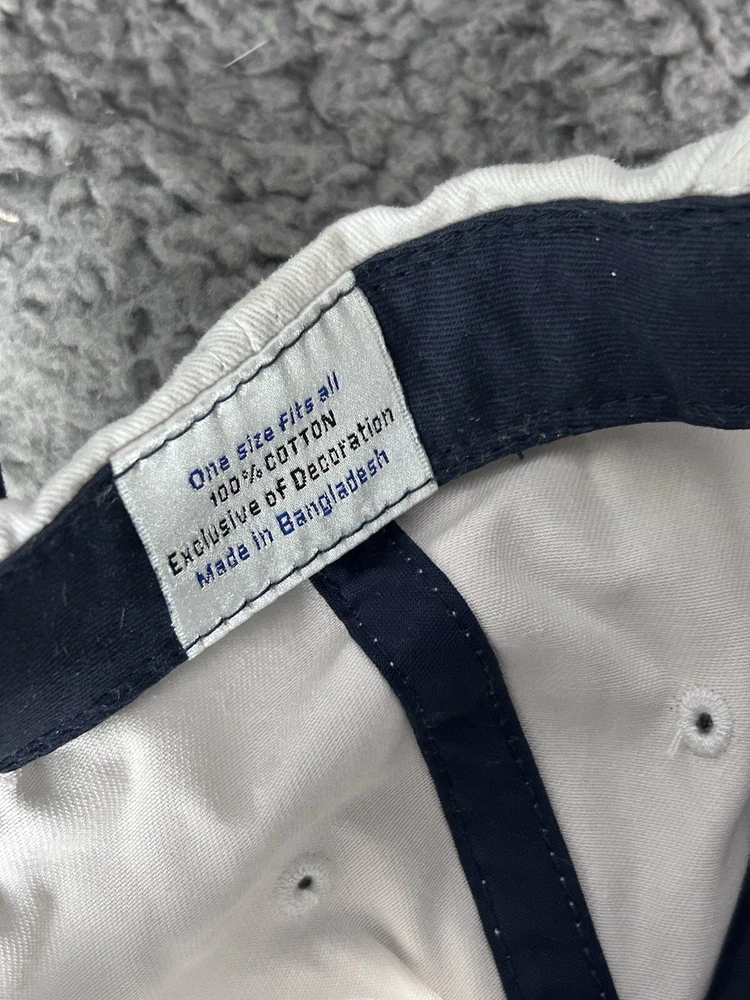 One size fits all
100% COTTON
Exclusive of Decoration
Made in Bangladesh